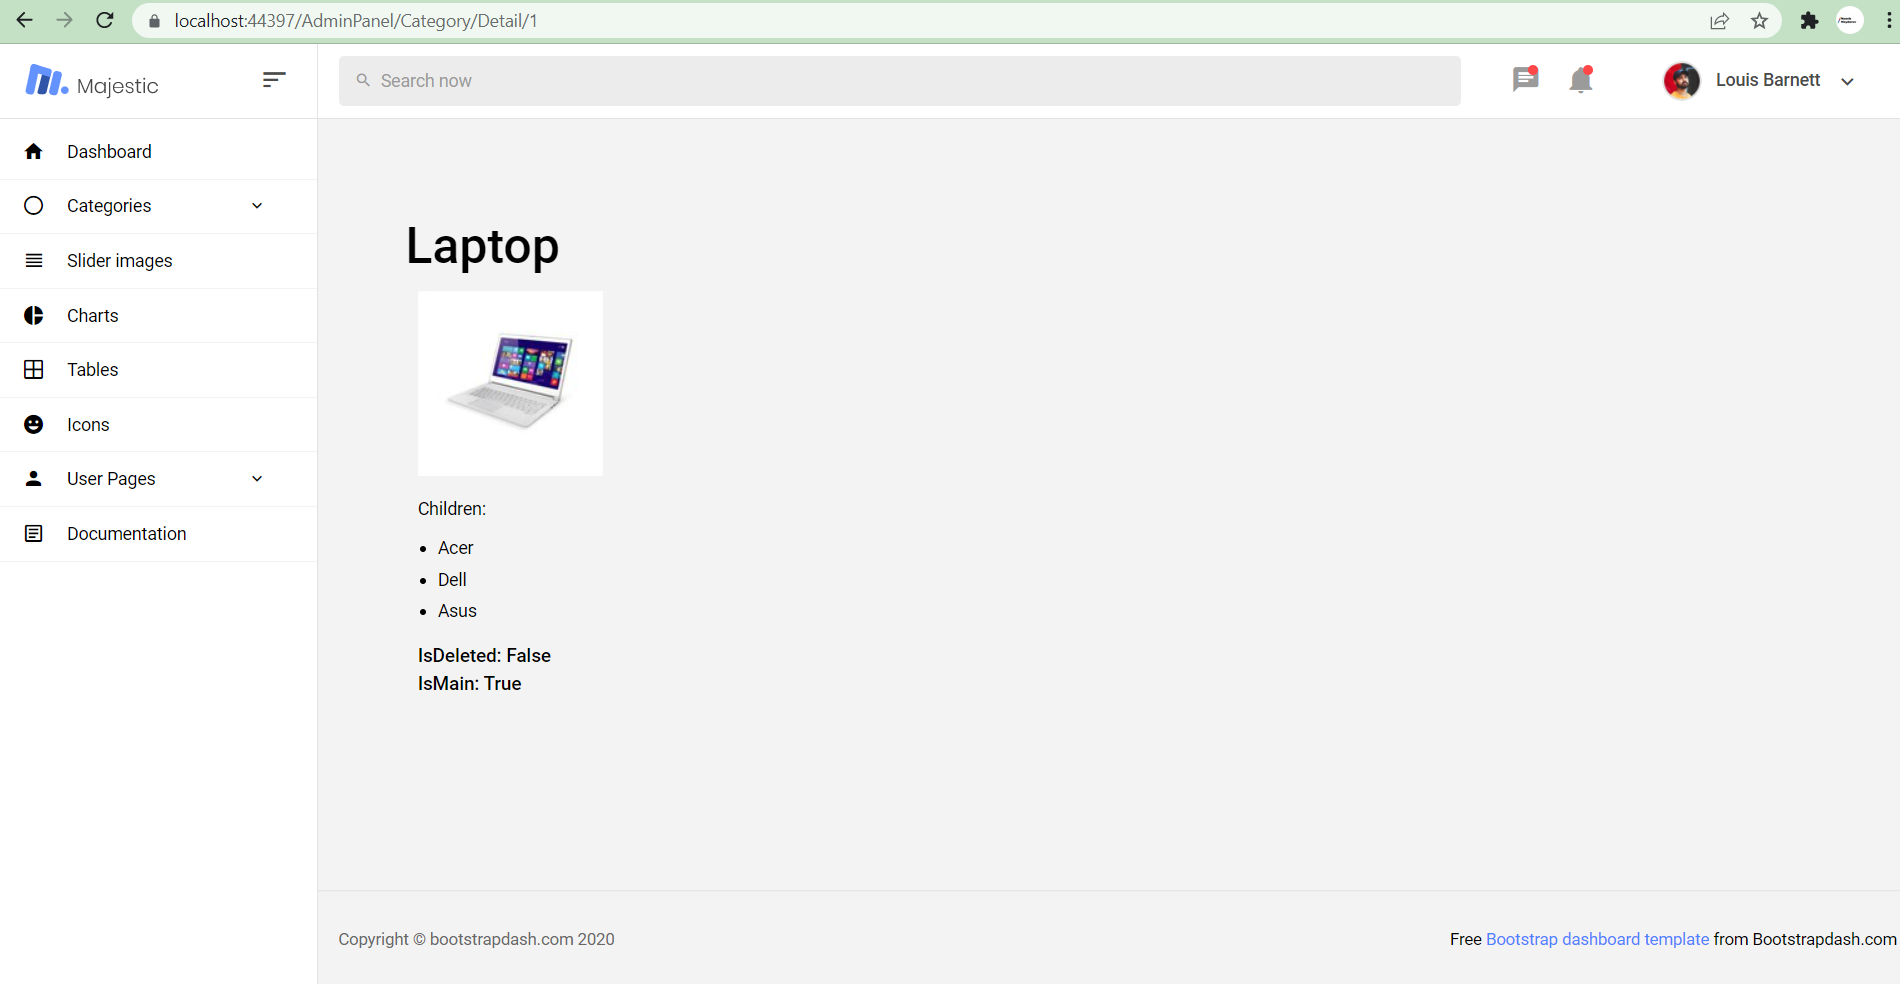 localhost:44397/AdminPanel/Category/Detail/1
Majestic
Search now
Louis Barnett
Dashboard
Categories
Slider images
Charts
Tables
Icons
User Pages
Documentation
Laptop
Children:
Acer
Dell
Asus
IsDeleted: False
IsMain: True
Copyright © bootstrapdash.com 2020
Free Bootstrap dashboard template from Bootstrapdash.com